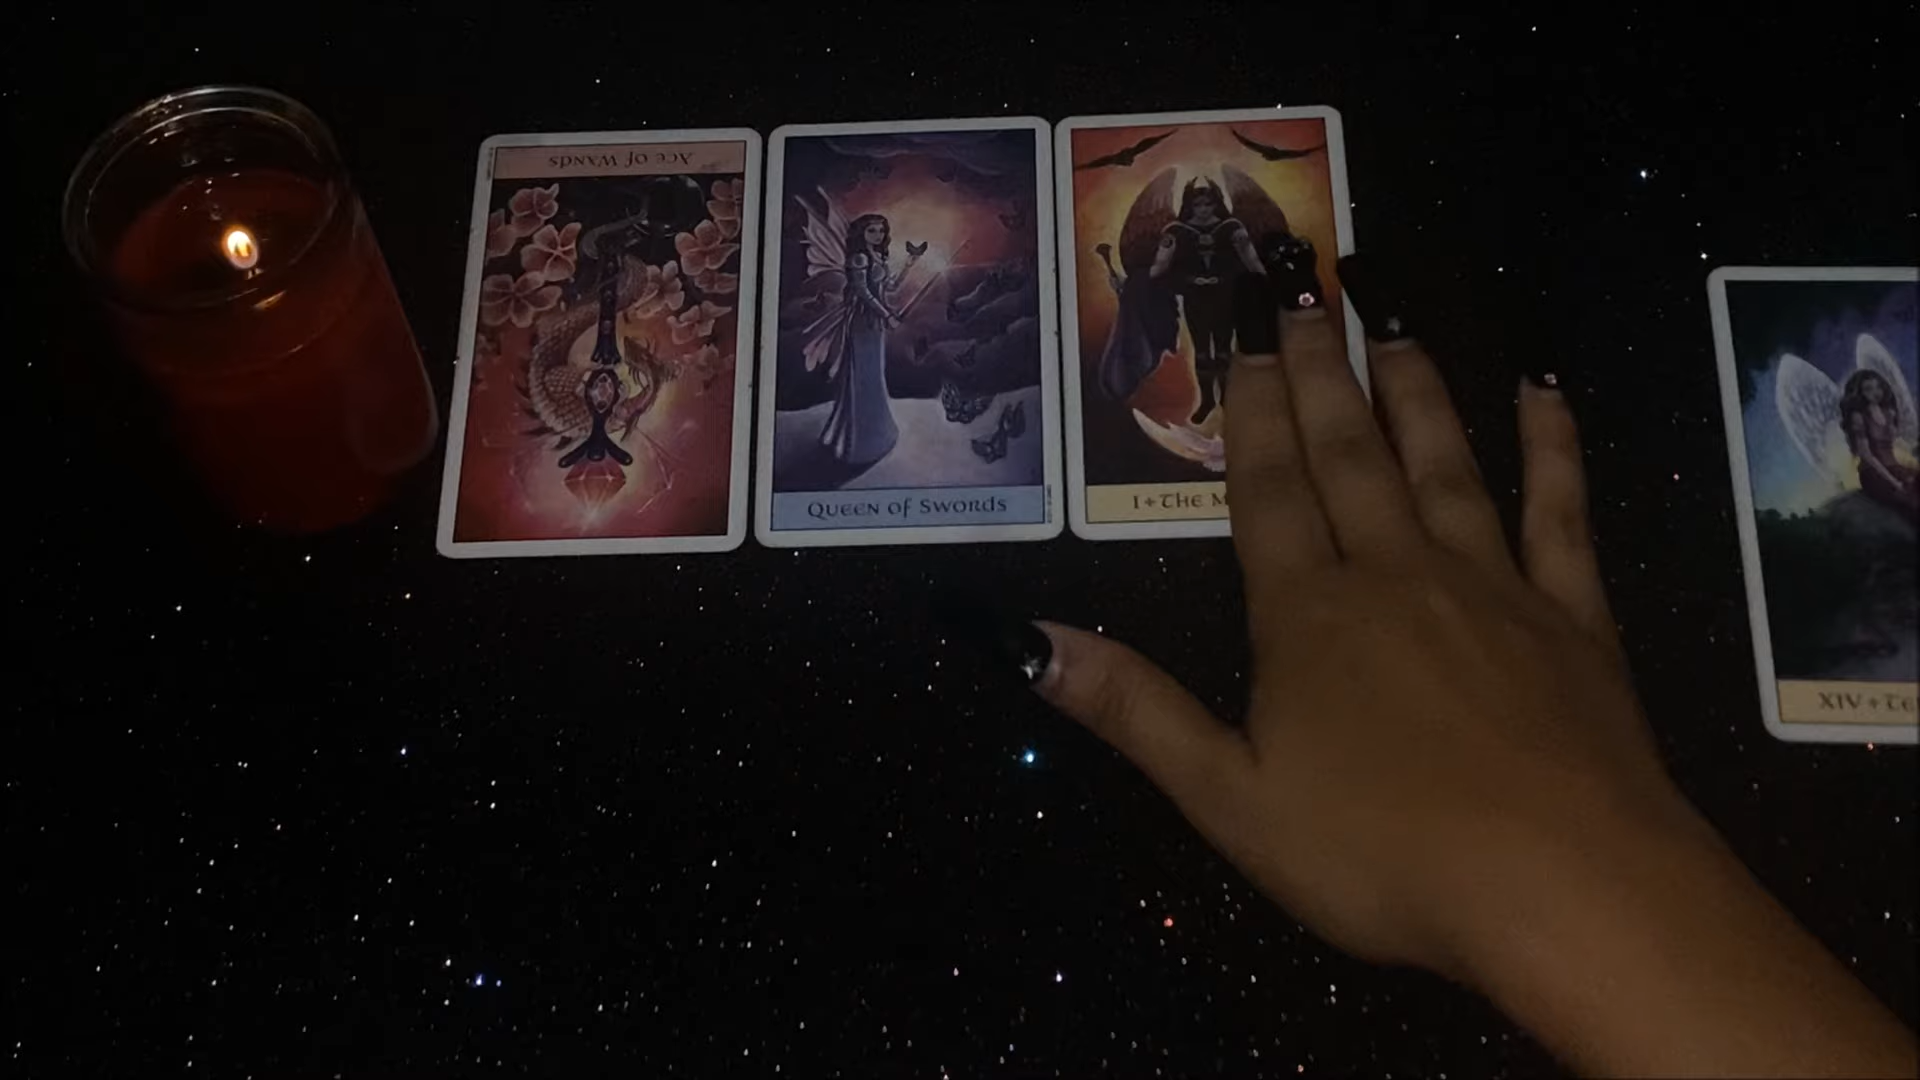 Ace of Wands
Queen of Swords
I + The M
XIV + Te